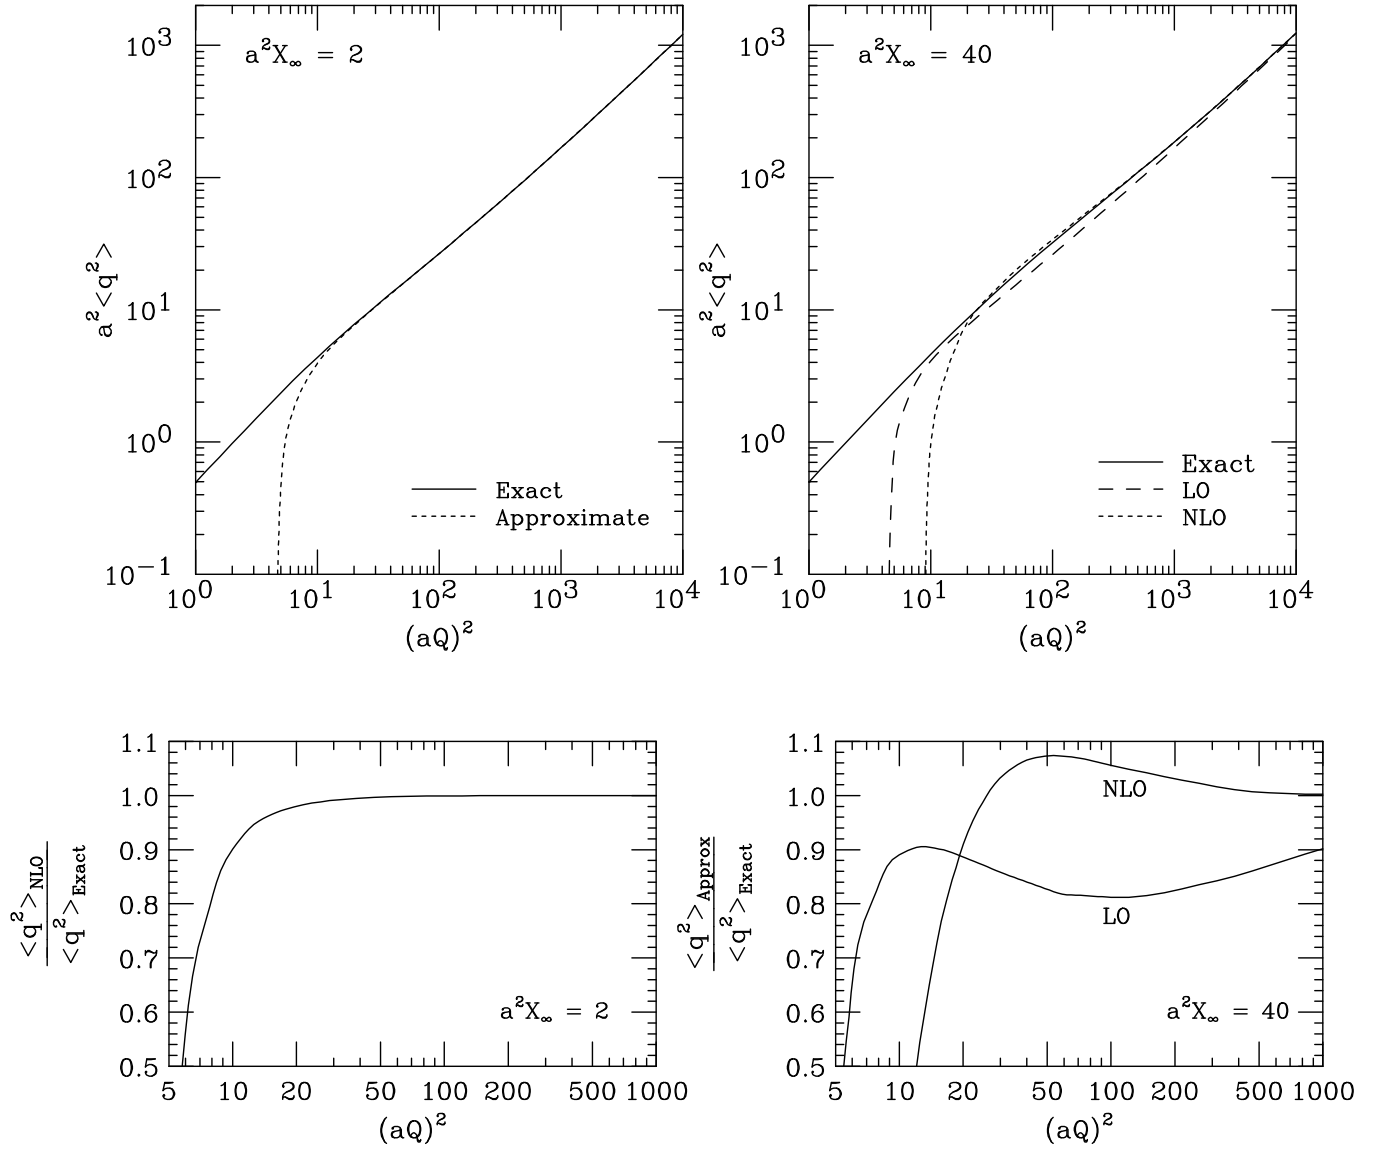 a²X∞ = 2
10³
10²
10¹
10⁰
10⁻¹
a²<q²>
Exact
Approximate
10⁰ 10¹ 10² 10³ 10⁴
(aQ)²
a²X∞ = 40
10³
10²
10¹
10⁰
10⁻¹
a²<q²>
Exact
LO
NLO
10⁰ 10¹ 10² 10³ 10⁴
(aQ)²
1.1
1.0
0.9
0.8
0.7
0.6
0.5
<q²>NLO
<q²>Exact
a²X∞ = 2
5 10 20 50 100 200 500 1000
(aQ)²
1.1
1.0
0.9
0.8
0.7
0.6
0.5
<q²>Approx
<q²>Exact
NLO
LO
a²X∞ = 40
5 10 20 50 100 200 500 1000
(aQ)²